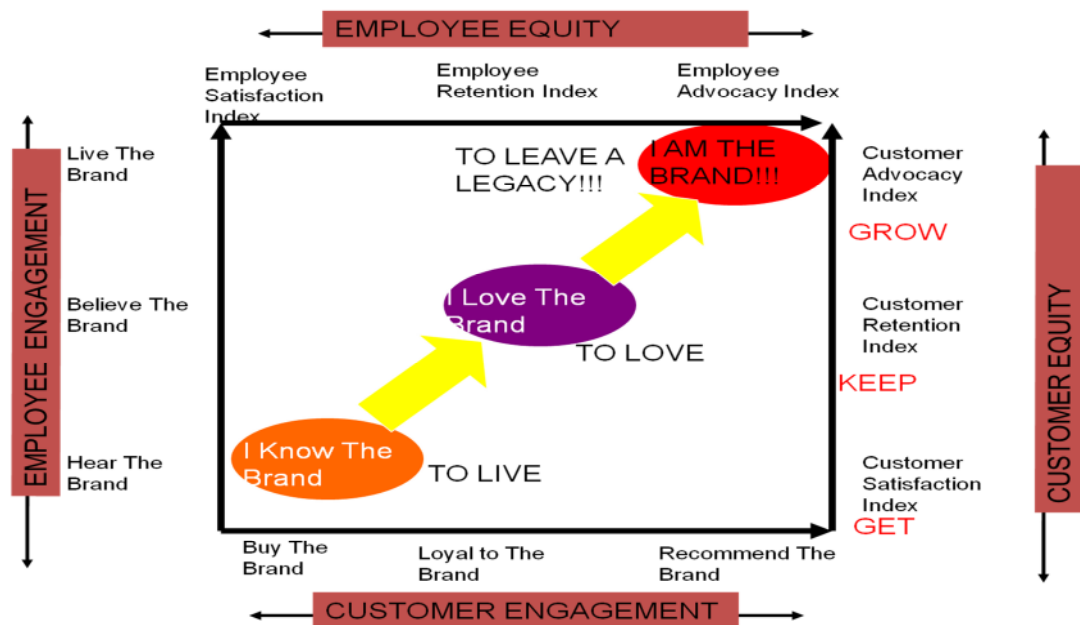 EMPLOYEE EQUITY
Employee
Satisfaction
Index
Employee
Retention Index
Employee
Advocacy Index
EMPLOYEE ENGAGEMENT
Live The
Brand
TO LEAVE A
LEGACY!!!
I AM THE
BRAND!!!
Customer
Advocacy
Index
GROW
Believe The
Brand
I Love The
Brand
TO LOVE
Customer
Retention
Index
KEEP
CUSTOMER EQUITY
Hear The
Brand
I Know The
Brand
TO LIVE
Customer
Satisfaction
Index
GET
Buy The
Brand
Loyal to The
Brand
Recommend The
Brand
CUSTOMER ENGAGEMENT